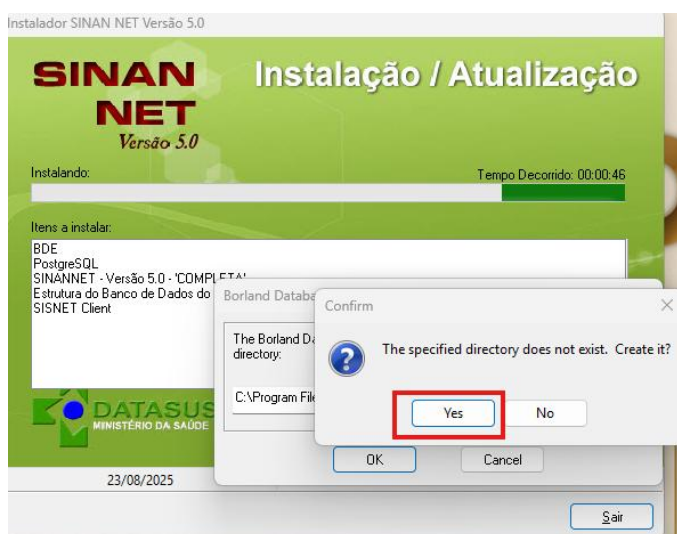 Instalador SINAN NET Versão 5.0
SINAN
NET
Versão 5.0
Instalação / Atualização
Instalando:
Tempo Decorrido: 00:00:46
Itens a instalar:
BDE
PostgreSQL
SINANNET - Versão 5.0 - 'COMPLETA'
Estrutura do Banco de Dados do
SISNET Client
Borland Databa
The Borland Da
directory:
C:\Program File
Confirm
The specified directory does not exist. Create it?
Yes No
OK Cancel
DATASUS
MINISTÉRIO DA SAÚDE
23/08/2025
Sair